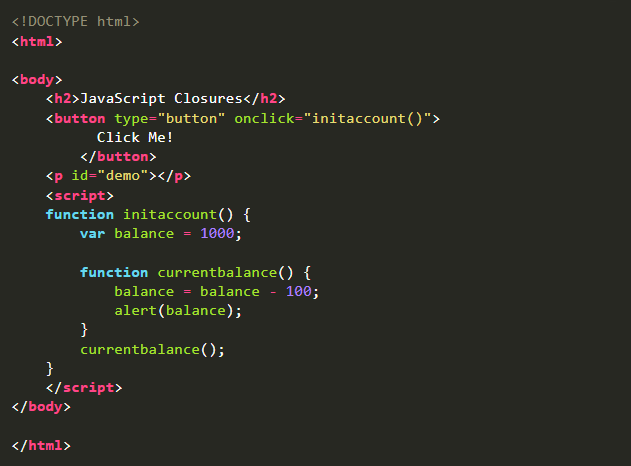 <!DOCTYPE html>
<html>
<body>
<h2>JavaScript Closures</h2>
<button type="button" onclick="initaccount()">
Click Me!
</button>
<p id="demo"></p>
<script>
function initaccount() {
var balance = 1000;
function currentbalance() {
balance = balance - 100;
alert(balance);
}
currentbalance();
}
</script>
</body>
</html>